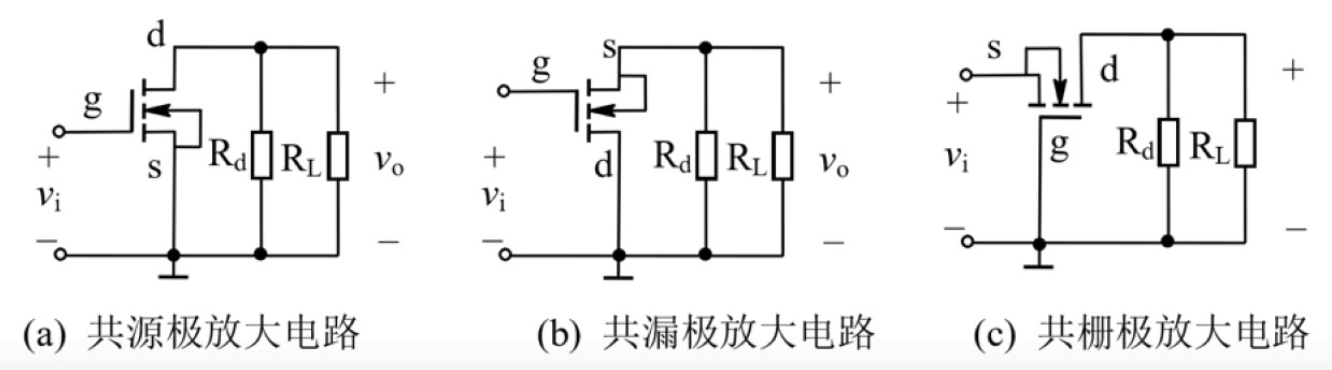 d
g
s
R_d R_L
+
v_i
−
+
v_o
−
(a) 共源极放大电路
s
g
d
R_d R_L
+
v_i
−
+
v_o
−
(b) 共漏极放大电路
s
d
g
R_d R_L
+
v_i
−
+
−
(c) 共栅极放大电路